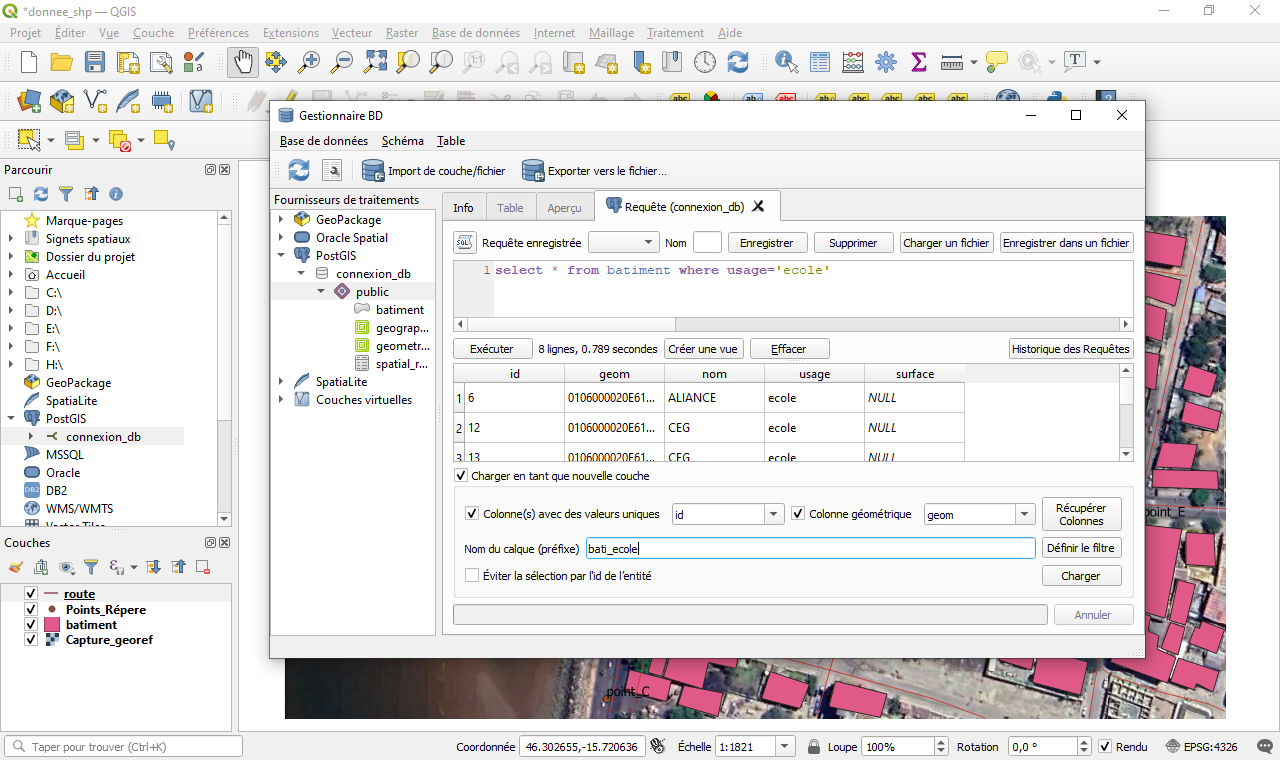 *donnee_shp — QGIS
Projet Éditer Vue Couche Préférences Extensions Vecteur Raster Base de données Internet Maillage Traitement Aide
Gestionnaire BD
Base de données Schéma Table
Import de couche/fichier Exporter vers le fichier...
Parcourir
Marque-pages
Signets spatiaux
Dossier du projet
Accueil
C:\
D:\
E:\
F:\
H:\
GeoPackage
SpatiaLite
PostGIS
connexion_db
MSSQL
Oracle
DB2
WMS/WMTS
Vector Tiles
Couches
route
Points_Répere
batiment
Capture_georef
Fournisseurs de traitements
GeoPackage
Oracle Spatial
PostGIS
connexion_db
public
batiment
geograp...
geometr...
spatial_r...
SpatiaLite
Couches virtuelles
Info Table Aperçu Requête (connexion_db)
Requête enregistrée Nom Enregistrer Supprimer Charger un fichier Enregistrer dans un fichier
1 select * from batiment where usage='ecole'
Exécuter 8 lignes, 0.789 secondes Créer une vue Effacer Historique des Requêtes
id geom nom usage surface
1 6 0106000020E61... ALIANCE ecole NULL
2 12 0106000020E61... CEG ecole NULL
3 13 0106000020E61... CEG ecole NULL
Charger en tant que nouvelle couche
Colonne(s) avec des valeurs uniques id Colonne géométrique geom Récupérer Colonnes
Nom du calque (préfixe) bati_ecole Définir le filtre
Éviter la sélection par l'id de l'entité Charger
Annuler
point_E
point_C
Taper pour trouver (Ctrl+K) Coordonnée 46.302655,-15.720636 Échelle 1:1821 Loupe 100% Rotation 0,0 ° Rendu EPSG:4326